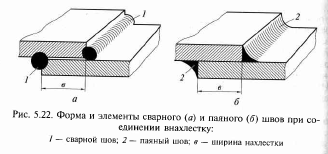 1
2
1
в
а
2
в
б
Рис. 5.22. Форма и элементы сварного (а) и паяного (б) швов при со-
единении внахлестку:
1 — сварной шов; 2 — паяный шов; в — ширина нахлестки